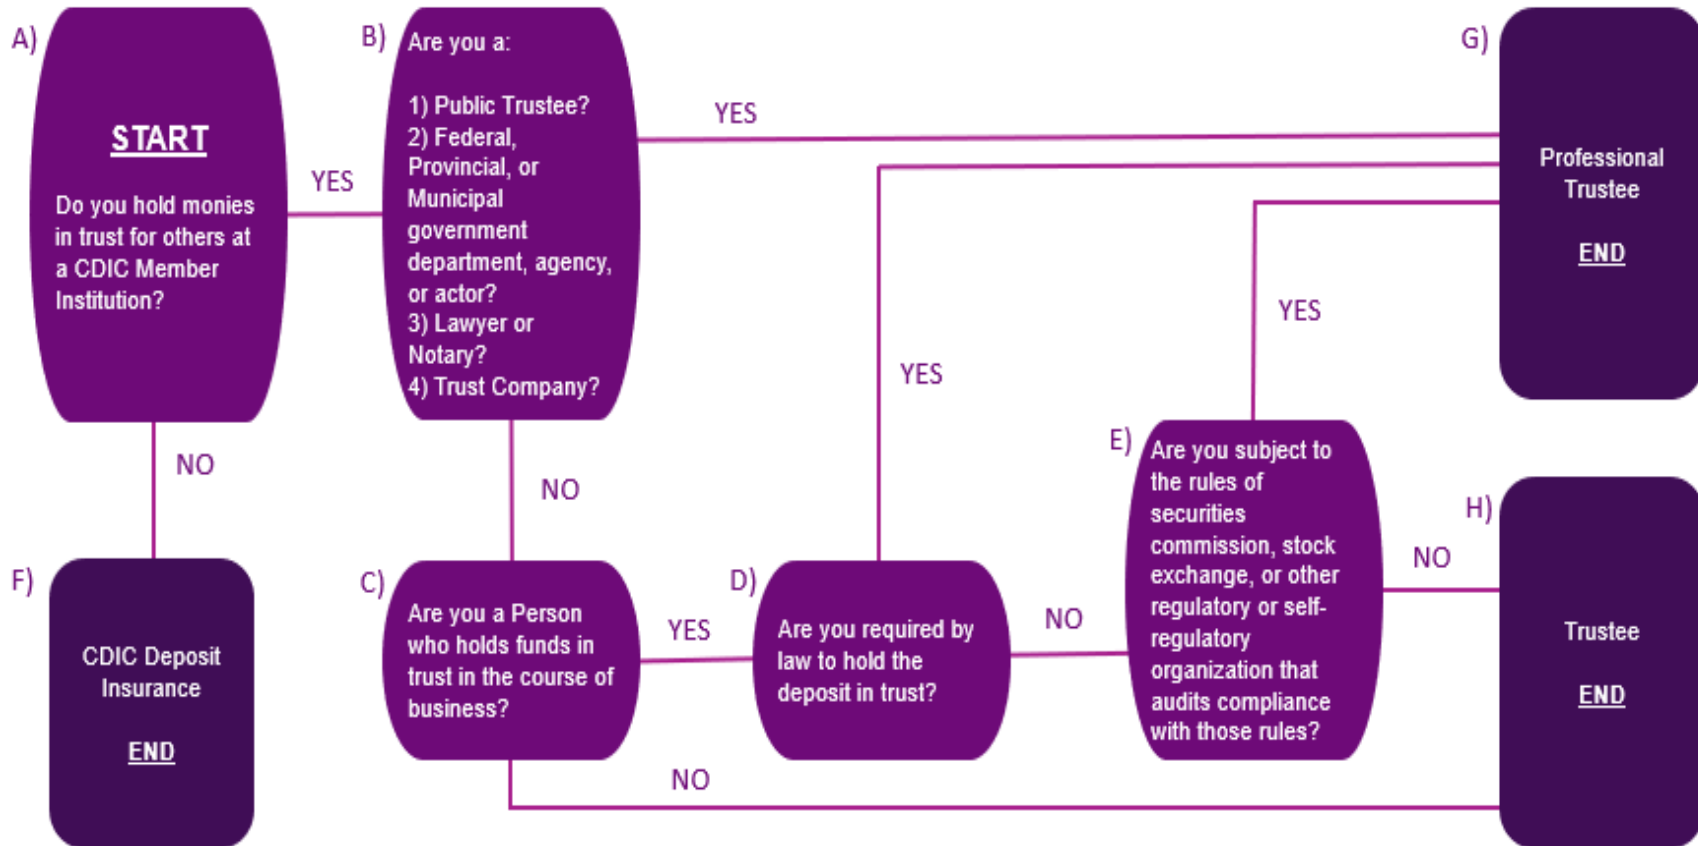 A)
START
Do you hold monies
in trust for others at
a CDIC Member
Institution?
YES
NO
B)
Are you a:
1) Public Trustee?
2) Federal,
Provincial, or
Municipal
government
department, agency,
or actor?
3) Lawyer or
Notary?
4) Trust Company?
YES
NO
C)
Are you a Person
who holds funds in
trust in the course of
business?
YES
NO
D)
Are you required by
law to hold the
deposit in trust?
YES
NO
E)
Are you subject to
the rules of
securities
commission, stock
exchange, or other
regulatory or self-
regulatory
organization that
audits compliance
with those rules?
YES
NO
F)
CDIC Deposit
Insurance
END
G)
Professional
Trustee
END
H)
Trustee
END